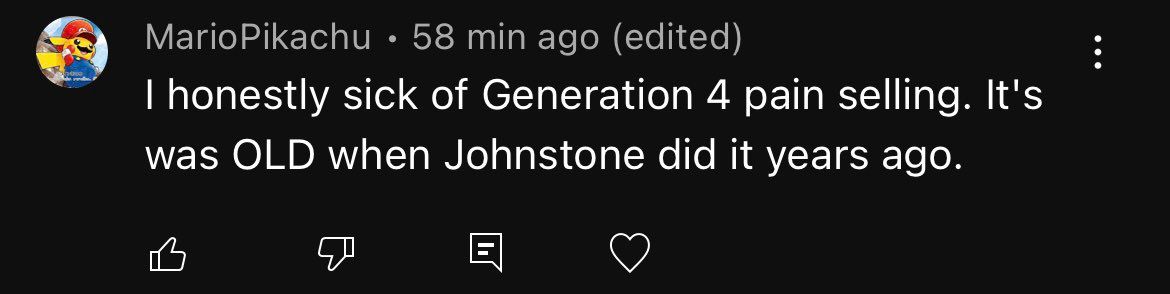 MarioPikachu • 58 min ago (edited)
I honestly sick of Generation 4 pain selling. It's
was OLD when Johnstone did it years ago.